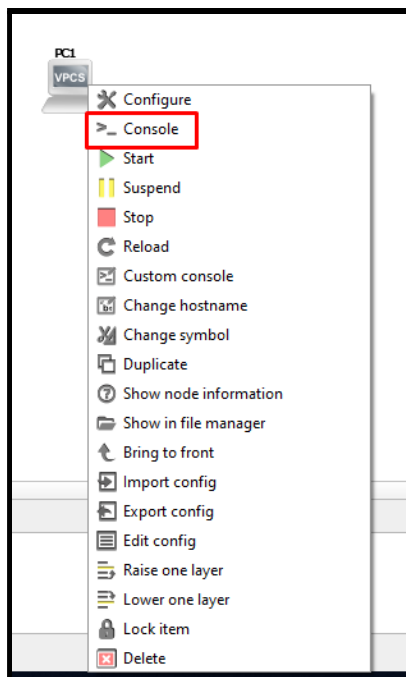 PC1
VPCS
Configure
>_ Console
Start
Suspend
Stop
Reload
Custom console
Change hostname
Change symbol
Duplicate
Show node information
Show in file manager
Bring to front
Import config
Export config
Edit config
Raise one layer
Lower one layer
Lock item
Delete